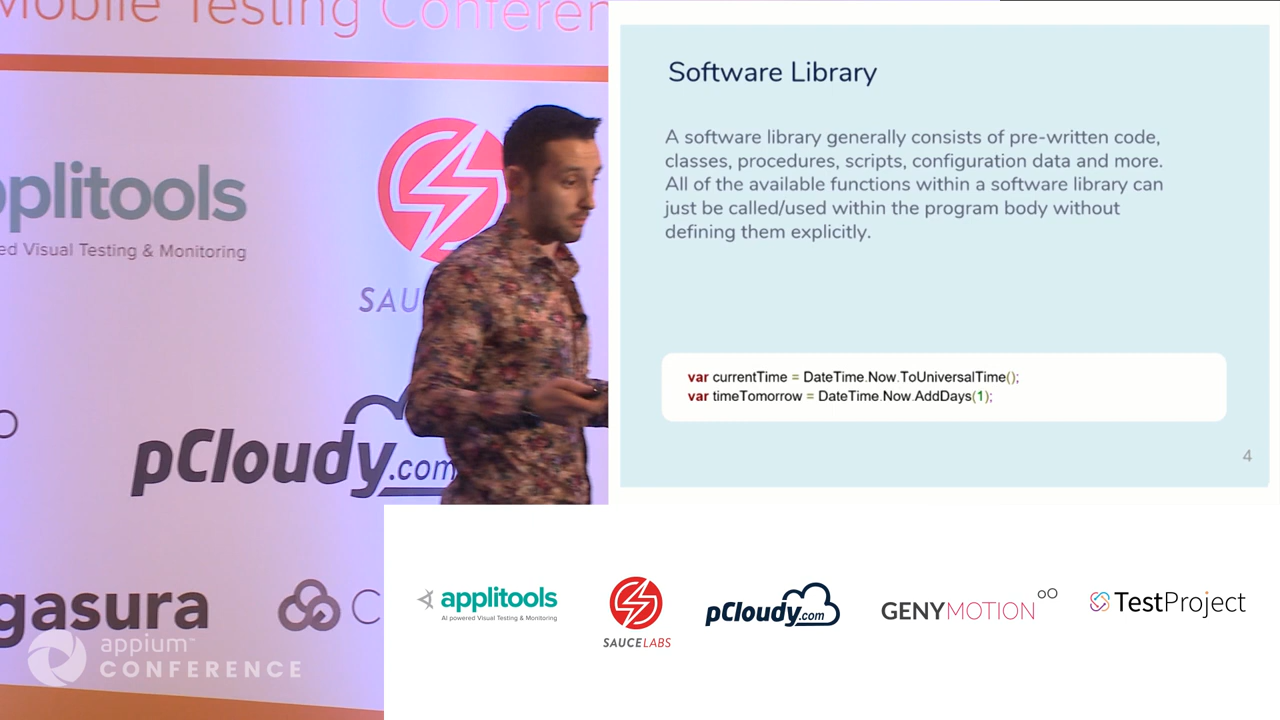 Mobile Testing Conferen
applitools
ed Visual Testing & Monitoring
SAU
pCloudy.com
gasura
C
appium™
CONFERENCE
Software Library
A software library generally consists of pre-written code,
classes, procedures, scripts, configuration data and more.
All of the available functions within a software library can
just be called/used within the program body without
defining them explicitly.
var currentTime = DateTime.Now.ToUniversalTime();
var timeTomorrow = DateTime.Now.AddDays(1);
4
applitools
AI powered Visual Testing & Monitoring
SAUCELABS
pCloudy.com
GENYMOTION
TestProject